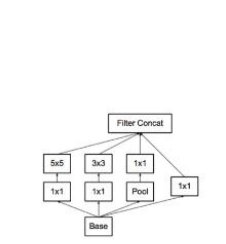 Filter Concat
5x5 3x3 1x1
1x1 1x1 Pool 1x1
Base